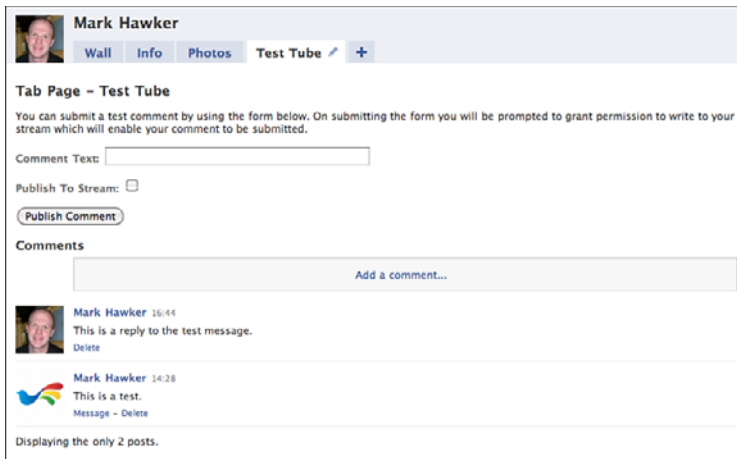 Mark Hawker
Wall Info Photos Test Tube +
Tab Page – Test Tube
You can submit a test comment by using the form below. On submitting the form you will be prompted to grant permission to write to your
stream which will enable your comment to be submitted.
Comment Text:
Publish To Stream:
Publish Comment
Comments
Add a comment...
Mark Hawker 16:44
This is a reply to the test message.
Delete
Mark Hawker 14:28
This is a test.
Message – Delete
Displaying the only 2 posts.